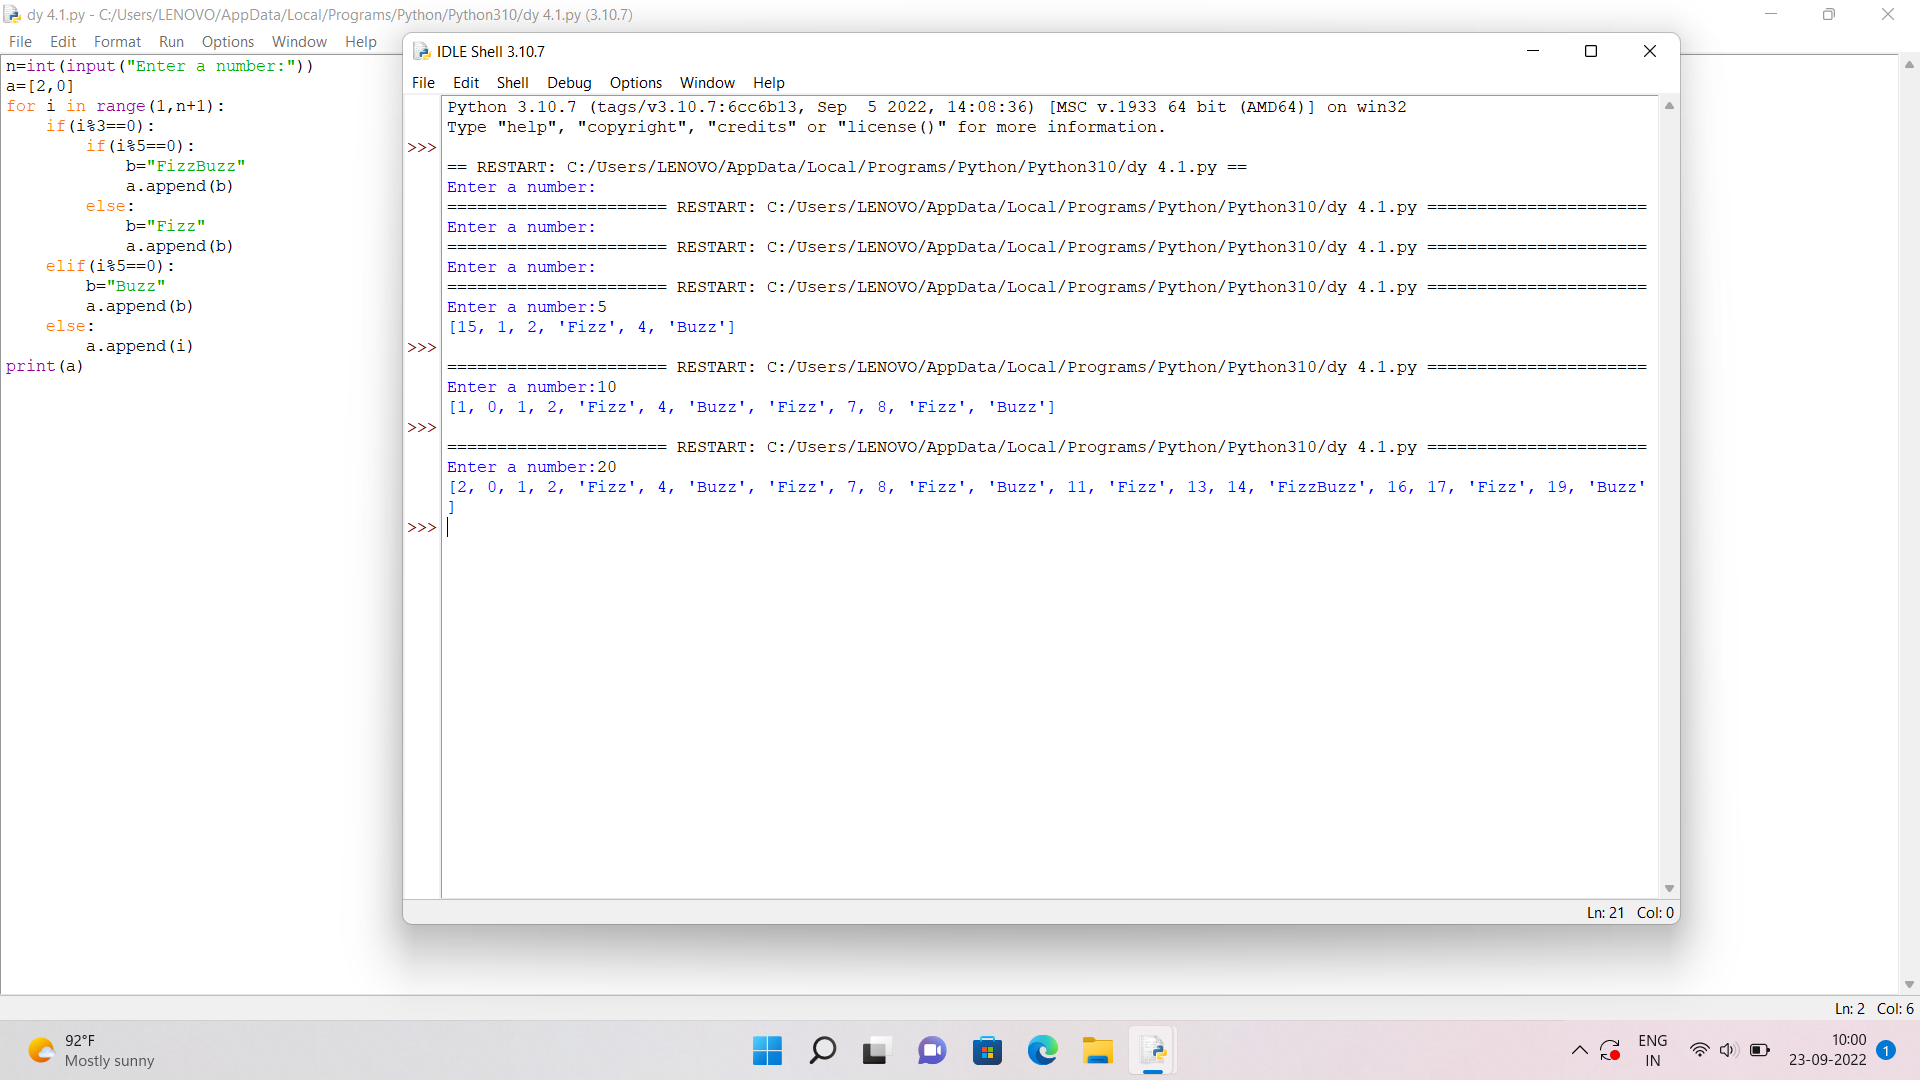 dy 4.1.py - C:/Users/LENOVO/AppData/Local/Programs/Python/Python310/dy 4.1.py (3.10.7)
File Edit Format Run Options Window Help
n=int(input("Enter a number:"))
a=[2,0]
for i in range(1,n+1):
    if(i%3==0):
        if(i%5==0):
            b="FizzBuzz"
            a.append(b)
        else:
            b="Fizz"
            a.append(b)
    elif(i%5==0):
        b="Buzz"
        a.append(b)
    else:
        a.append(i)
print(a)
IDLE Shell 3.10.7
File Edit Shell Debug Options Window Help
Python 3.10.7 (tags/v3.10.7:6cc6b13, Sep  5 2022, 14:08:36) [MSC v.1933 64 bit (AMD64)] on win32
Type "help", "copyright", "credits" or "license()" for more information.
>>>
== RESTART: C:/Users/LENOVO/AppData/Local/Programs/Python/Python310/dy 4.1.py ==
Enter a number:
====================== RESTART: C:/Users/LENOVO/AppData/Local/Programs/Python/Python310/dy 4.1.py ======================
Enter a number:
====================== RESTART: C:/Users/LENOVO/AppData/Local/Programs/Python/Python310/dy 4.1.py ======================
Enter a number:
====================== RESTART: C:/Users/LENOVO/AppData/Local/Programs/Python/Python310/dy 4.1.py ======================
Enter a number:5
[15, 1, 2, 'Fizz', 4, 'Buzz']
>>>
====================== RESTART: C:/Users/LENOVO/AppData/Local/Programs/Python/Python310/dy 4.1.py ======================
Enter a number:10
[1, 0, 1, 2, 'Fizz', 4, 'Buzz', 'Fizz', 7, 8, 'Fizz', 'Buzz']
>>>
====================== RESTART: C:/Users/LENOVO/AppData/Local/Programs/Python/Python310/dy 4.1.py ======================
Enter a number:20
[2, 0, 1, 2, 'Fizz', 4, 'Buzz', 'Fizz', 7, 8, 'Fizz', 'Buzz', 11, 'Fizz', 13, 14, 'FizzBuzz', 16, 17, 'Fizz', 19, 'Buzz'
]
>>>
Ln: 21 Col: 0
Ln: 2 Col: 6
92°F
Mostly sunny
ENG
IN
10:00
23-09-2022
1